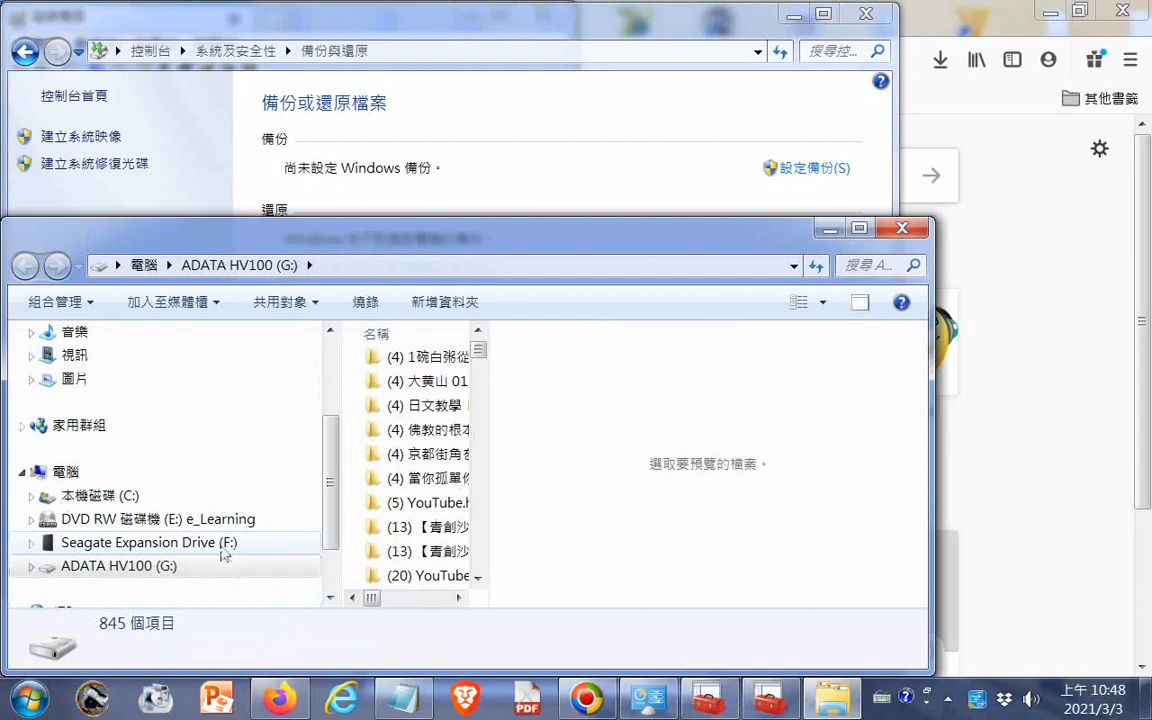 控制台 系統及安全性 備份與還原
搜尋控...
其他書籤
控制台首頁
建立系統映像
建立系統修復光碟
備份或還原檔案
備份
尚未設定 Windows 備份。
設定備份(S)
還原
電腦 ADATA HV100 (G:)
搜尋 A...
組合管理 加入至媒體櫃 共用對象 燒錄 新增資料夾
音樂
視訊
圖片
家用群組
電腦
本機磁碟 (C:)
DVD RW 磁碟機 (E:) e_Learning
Seagate Expansion Drive (F:)
ADATA HV100 (G:)
名稱
(4) 1碗白粥從
(4) 大黄山 01
(4) 日文教學
(4) 佛教的根本
(4) 京都街角
(4) 當你孤單你
(5) YouTube.h
(13) 【青創沙
(13) 【青創沙
(20) YouTube
選取要預覽的檔案。
845 個項目
PDF
上午 10:48
2021/3/3